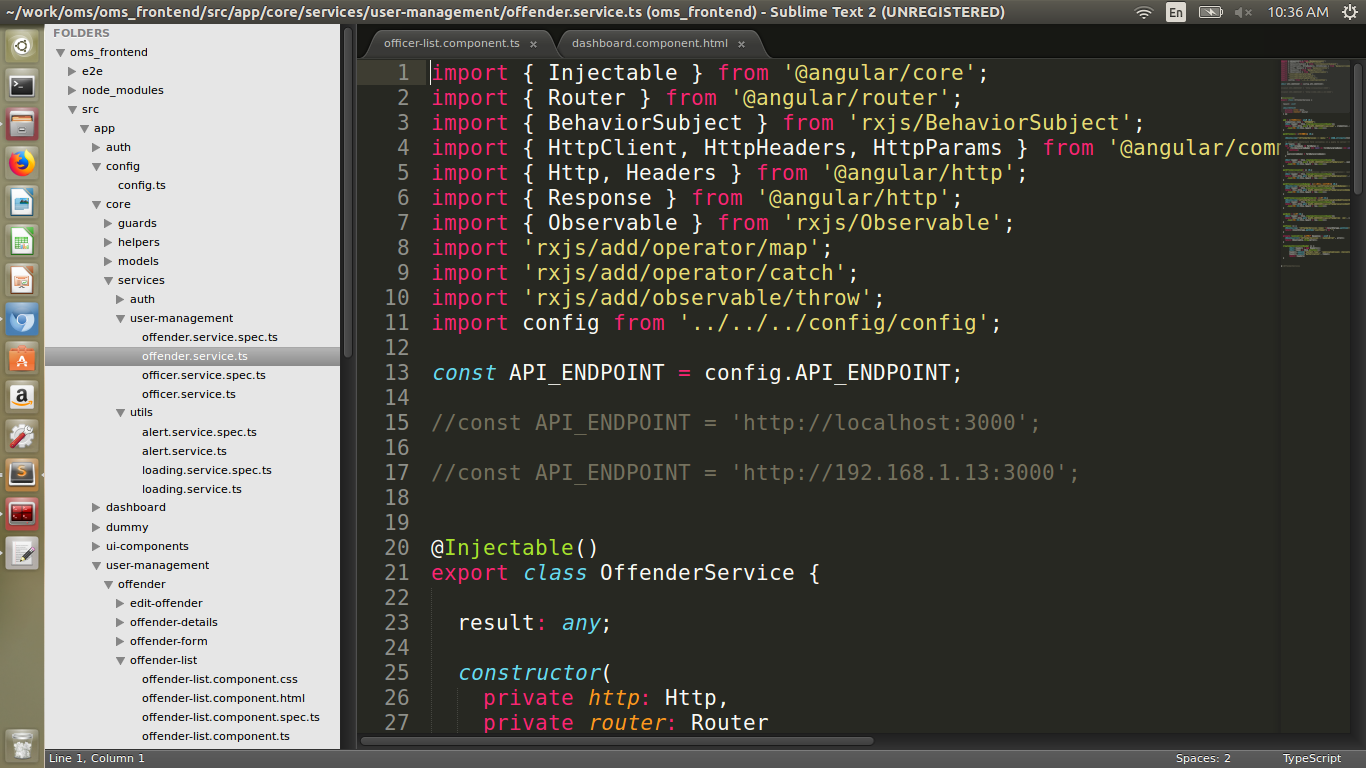 ~/work/oms/oms_frontend/src/app/core/services/user-management/offender.service.ts (oms_frontend) - Sublime Text 2 (UNREGISTERED)
En
10:36 AM
FOLDERS
oms_frontend
e2e
node_modules
src
app
auth
config
config.ts
core
guards
helpers
models
services
auth
user-management
offender.service.spec.ts
offender.service.ts
officer.service.spec.ts
officer.service.ts
utils
alert.service.spec.ts
alert.service.ts
loading.service.spec.ts
loading.service.ts
dashboard
dummy
ui-components
user-management
offender
edit-offender
offender-details
offender-form
offender-list
offender-list.component.css
offender-list.component.html
offender-list.component.spec.ts
offender-list.component.ts
officer-list.component.ts ×
dashboard.component.html ×
1 import { Injectable } from '@angular/core';
2 import { Router } from '@angular/router';
3 import { BehaviorSubject } from 'rxjs/BehaviorSubject';
4 import { HttpClient, HttpHeaders, HttpParams } from '@angular/com
5 import { Http, Headers } from '@angular/http';
6 import { Response } from '@angular/http';
7 import { Observable } from 'rxjs/Observable';
8 import 'rxjs/add/operator/map';
9 import 'rxjs/add/operator/catch';
10 import 'rxjs/add/observable/throw';
11 import config from '../../../config/config';
12
13 const API_ENDPOINT = config.API_ENDPOINT;
14
15 //const API_ENDPOINT = 'http://localhost:3000';
16
17 //const API_ENDPOINT = 'http://192.168.1.13:3000';
18
19
20 @Injectable()
21 export class OffenderService {
22
23 result: any;
24
25 constructor(
26 private http: Http,
27 private router: Router
Line 1, Column 1
Spaces: 2
TypeScript